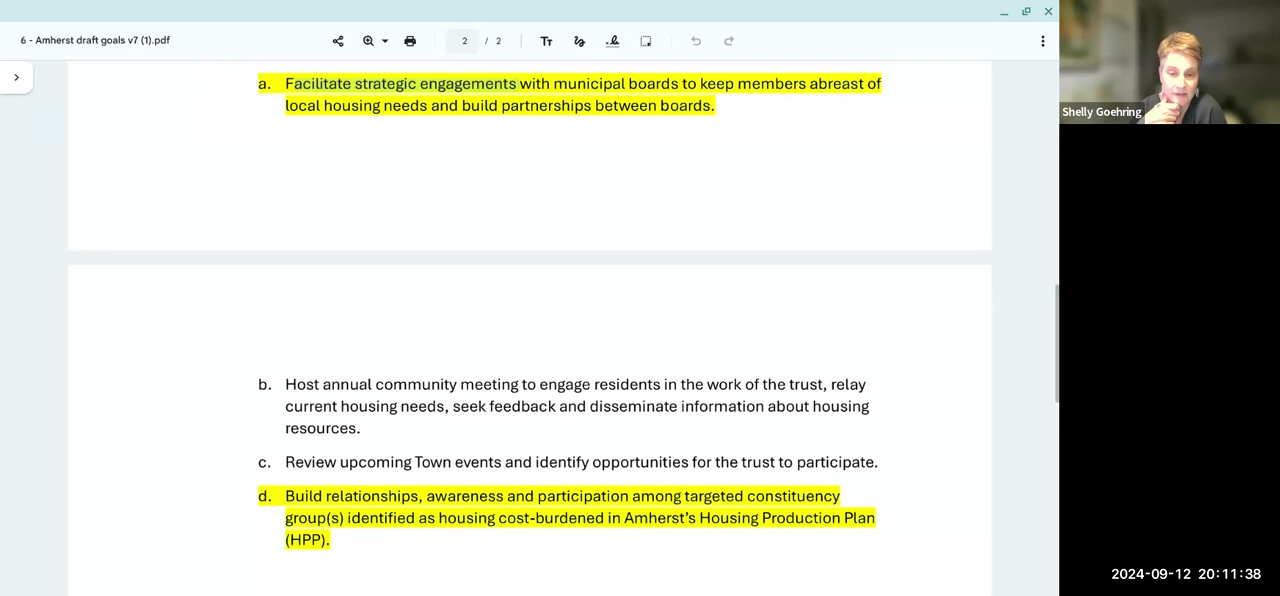 6 - Amherst draft goals v7 (1).pdf
2 / 2
a. Facilitate strategic engagements with municipal boards to keep members abreast of
local housing needs and build partnerships between boards.
Shelly Goehring
b. Host annual community meeting to engage residents in the work of the trust, relay
current housing needs, seek feedback and disseminate information about housing
resources.
c. Review upcoming Town events and identify opportunities for the trust to participate.
d. Build relationships, awareness and participation among targeted constituency
group(s) identified as housing cost-burdened in Amherst’s Housing Production Plan
(HPP).
2024-09-12 20:11:38